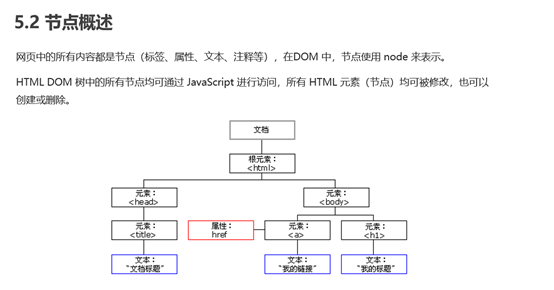 5.2 节点概述
网页中的所有内容都是节点（标签、属性、文本、注释等），在DOM 中，节点使用 node 来表示。
HTML DOM 树中的所有节点均可通过 JavaScript 进行访问，所有 HTML 元素（节点）均可被修改，也可以
创建或删除。
文档
根元素：
<html>
元素：
<head>
元素：
<body>
元素：
<title>
属性：
href
元素：
<a>
元素：
<h1>
文本：
"文档标题"
文本：
"我的链接"
文本：
"我的标题"